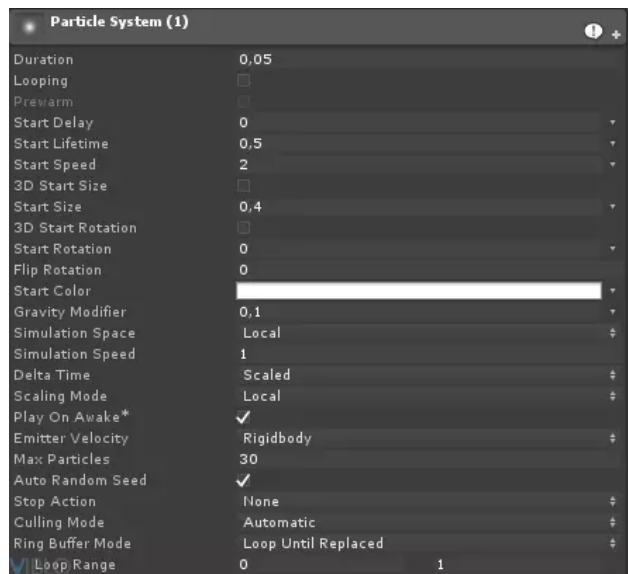 Particle System (1)
Duration 0,05
Looping
Prewarm
Start Delay 0
Start Lifetime 0,5
Start Speed 2
3D Start Size
Start Size 0,4
3D Start Rotation
Start Rotation 0
Flip Rotation 0
Start Color
Gravity Modifier 0,1
Simulation Space Local
Simulation Speed 1
Delta Time Scaled
Scaling Mode Local
Play On Awake*
Emitter Velocity Rigidbody
Max Particles 30
Auto Random Seed
Stop Action None
Culling Mode Automatic
Ring Buffer Mode Loop Until Replaced
Loop Range 0 1